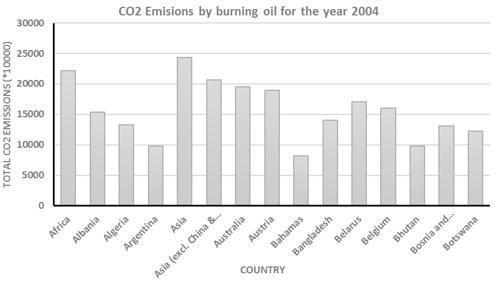 CO2 Emisions by burning oil for the year 2004
TOTAL CO2 EMISSIONS (*10000)
30000
25000
20000
15000
10000
5000
0
Africa
Albania
Algeria
Argentina
Asia
Asia (excl. China &...
Australia
Austria
Bahamas
Bangladesh
Belarus
Belgium
Bhutan
Bosnia and...
Botswana
COUNTRY